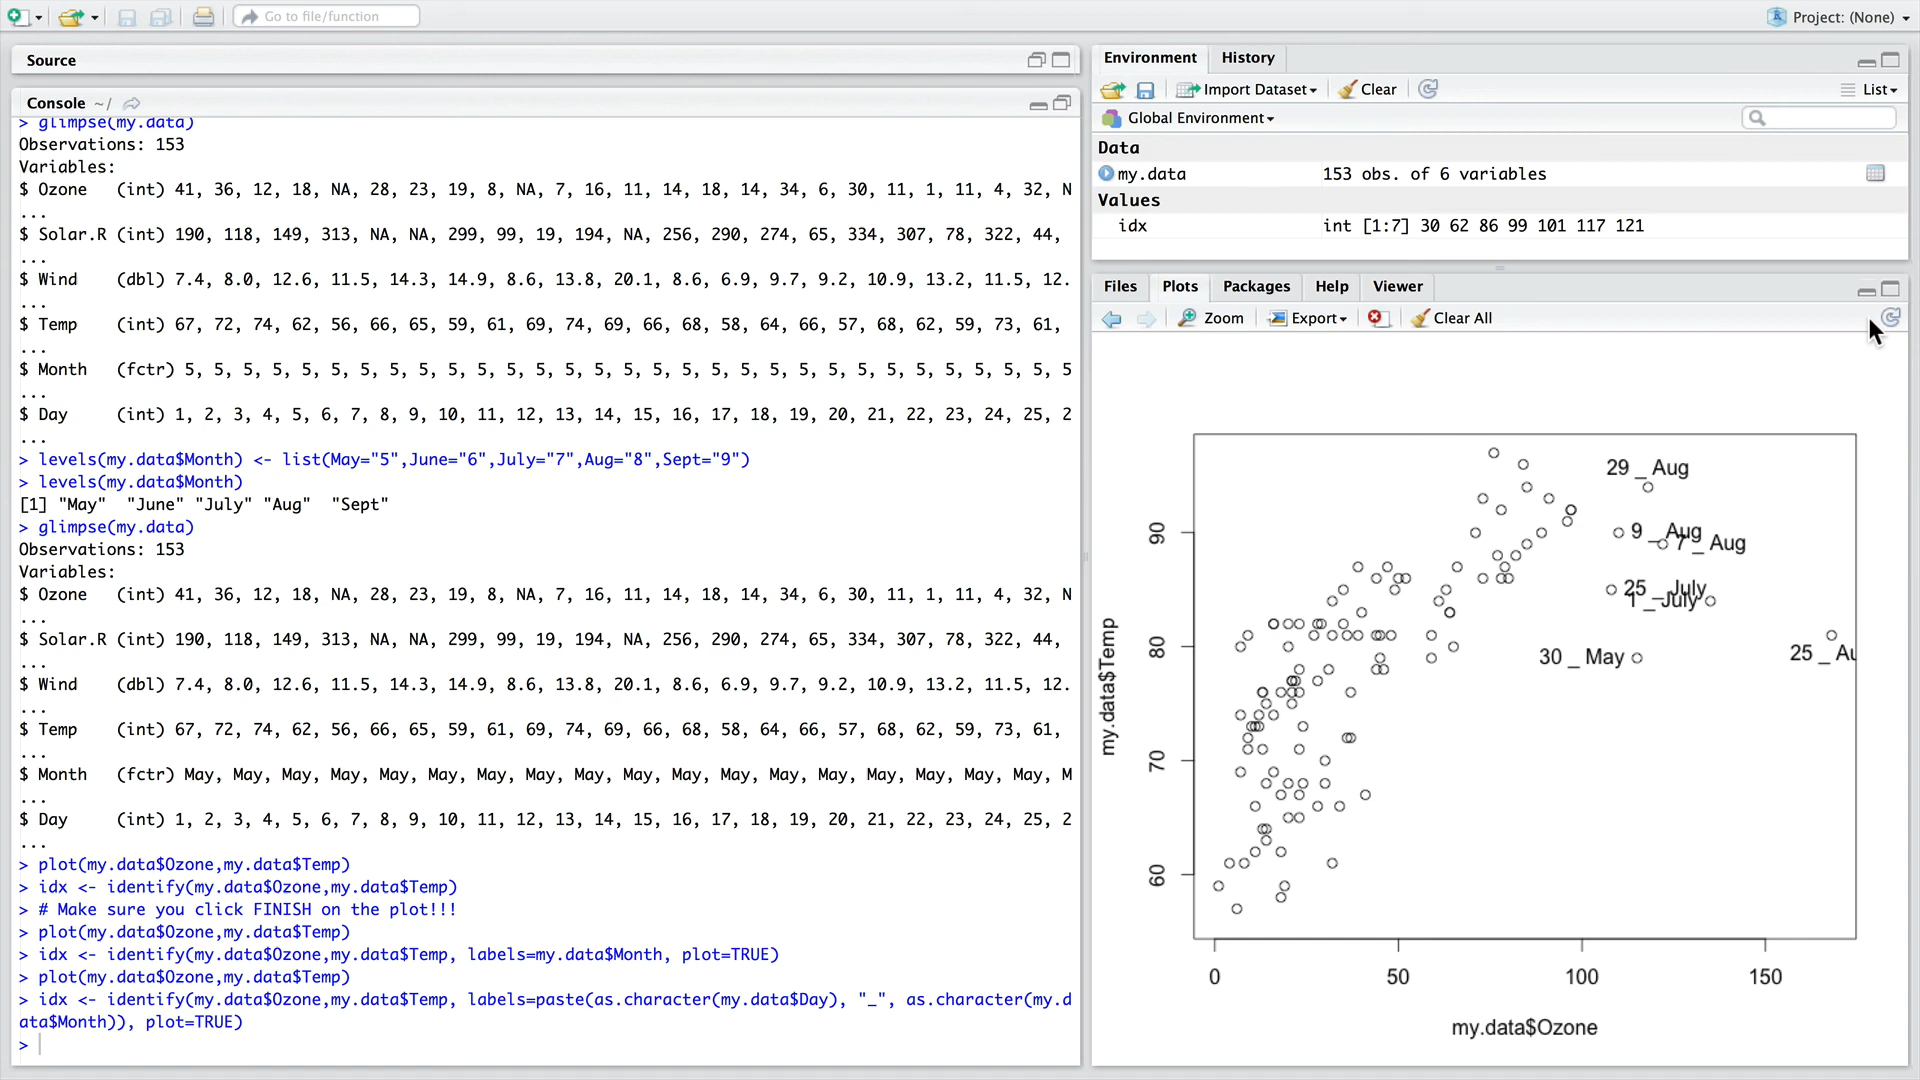 Go to file/function
Project: (None)
Source
Console ~/
> glimpse(my.data)
Observations: 153
Variables:
$ Ozone   (int) 41, 36, 12, 18, NA, 28, 23, 19, 8, NA, 7, 16, 11, 14, 18, 14, 34, 6, 30, 11, 1, 11, 4, 32, N
...
$ Solar.R (int) 190, 118, 149, 313, NA, NA, 299, 99, 19, 194, NA, 256, 290, 274, 65, 334, 307, 78, 322, 44,
...
$ Wind    (dbl) 7.4, 8.0, 12.6, 11.5, 14.3, 14.9, 8.6, 13.8, 20.1, 8.6, 6.9, 9.7, 9.2, 10.9, 13.2, 11.5, 12.
...
$ Temp    (int) 67, 72, 74, 62, 56, 66, 65, 59, 61, 69, 74, 69, 66, 68, 58, 64, 66, 57, 68, 62, 59, 73, 61,
...
$ Month   (fctr) 5, 5, 5, 5, 5, 5, 5, 5, 5, 5, 5, 5, 5, 5, 5, 5, 5, 5, 5, 5, 5, 5, 5, 5, 5, 5, 5, 5, 5, 5, 5
...
$ Day     (int) 1, 2, 3, 4, 5, 6, 7, 8, 9, 10, 11, 12, 13, 14, 15, 16, 17, 18, 19, 20, 21, 22, 23, 24, 25, 2
...
> levels(my.data$Month) <- list(May="5",June="6",July="7",Aug="8",Sept="9")
> levels(my.data$Month)
[1] "May"  "June" "July" "Aug"  "Sept"
> glimpse(my.data)
Observations: 153
Variables:
$ Ozone   (int) 41, 36, 12, 18, NA, 28, 23, 19, 8, NA, 7, 16, 11, 14, 18, 14, 34, 6, 30, 11, 1, 11, 4, 32, N
...
$ Solar.R (int) 190, 118, 149, 313, NA, NA, 299, 99, 19, 194, NA, 256, 290, 274, 65, 334, 307, 78, 322, 44,
...
$ Wind    (dbl) 7.4, 8.0, 12.6, 11.5, 14.3, 14.9, 8.6, 13.8, 20.1, 8.6, 6.9, 9.7, 9.2, 10.9, 13.2, 11.5, 12.
...
$ Temp    (int) 67, 72, 74, 62, 56, 66, 65, 59, 61, 69, 74, 69, 66, 68, 58, 64, 66, 57, 68, 62, 59, 73, 61,
...
$ Month   (fctr) May, May, May, May, May, May, May, May, May, May, May, May, May, May, May, May, May, May, M
...
$ Day     (int) 1, 2, 3, 4, 5, 6, 7, 8, 9, 10, 11, 12, 13, 14, 15, 16, 17, 18, 19, 20, 21, 22, 23, 24, 25, 2
...
> plot(my.data$Ozone,my.data$Temp)
> idx <- identify(my.data$Ozone,my.data$Temp)
> # Make sure you click FINISH on the plot!!!
> plot(my.data$Ozone,my.data$Temp)
> idx <- identify(my.data$Ozone,my.data$Temp, labels=my.data$Month, plot=TRUE)
> plot(my.data$Ozone,my.data$Temp)
> idx <- identify(my.data$Ozone,my.data$Temp, labels=paste(as.character(my.data$Day), "_", as.character(my.d
ata$Month)), plot=TRUE)
>
Environment History
Import Dataset Clear List
Global Environment
Data
my.data 153 obs. of 6 variables
Values
idx int [1:7] 30 62 86 99 101 117 121
Files Plots Packages Help Viewer
Zoom Export Clear All
29 _ Aug
9 _ Aug
7 _ Aug
25 _ July
1 _ July
25 _ Au
30 _ May
90
80
70
60
my.data$Temp
0 50 100 150
my.data$Ozone